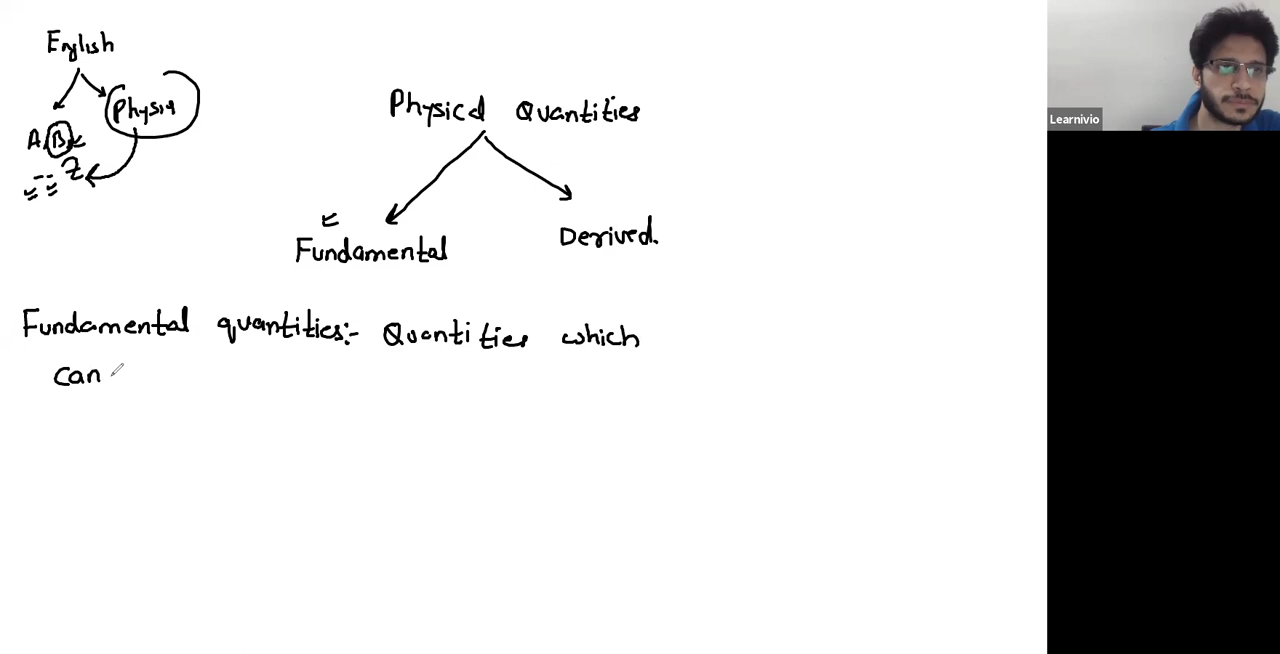 English
Physics
A, B,
-- Z
Physical Quantities
Fundamental
Derived.
Fundamental quantities:- Quantities which
can
Learnivio